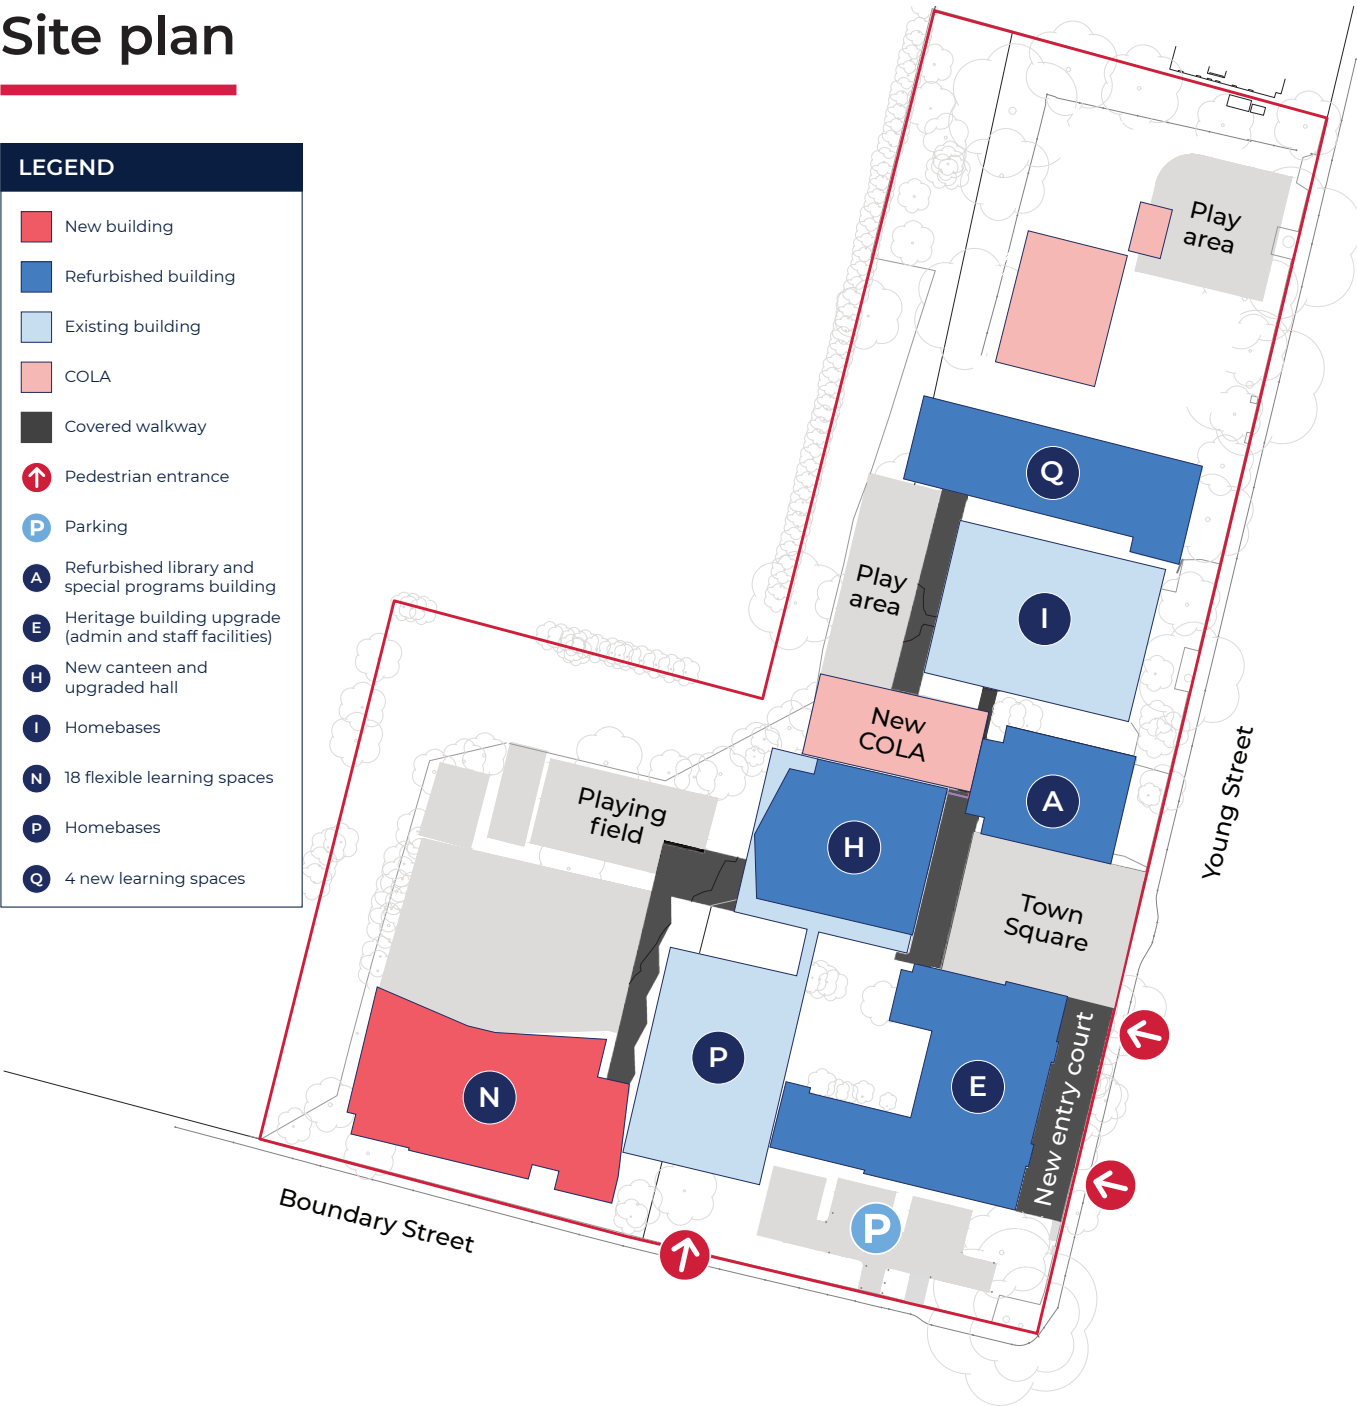 Site plan
LEGEND
New building
Refurbished building
Existing building
COLA
Covered walkway
Pedestrian entrance
P
Parking
A
Refurbished library and
special programs building
E
Heritage building upgrade
(admin and staff facilities)
H
New canteen and
upgraded hall
I
Homebases
N
18 flexible learning spaces
P
Homebases
Q
4 new learning spaces
Play
area
Q
Play
area
I
New
COLA
A
Playing
field
H
Town
Square
Young Street
P
E
N
New entry court
P
Boundary Street